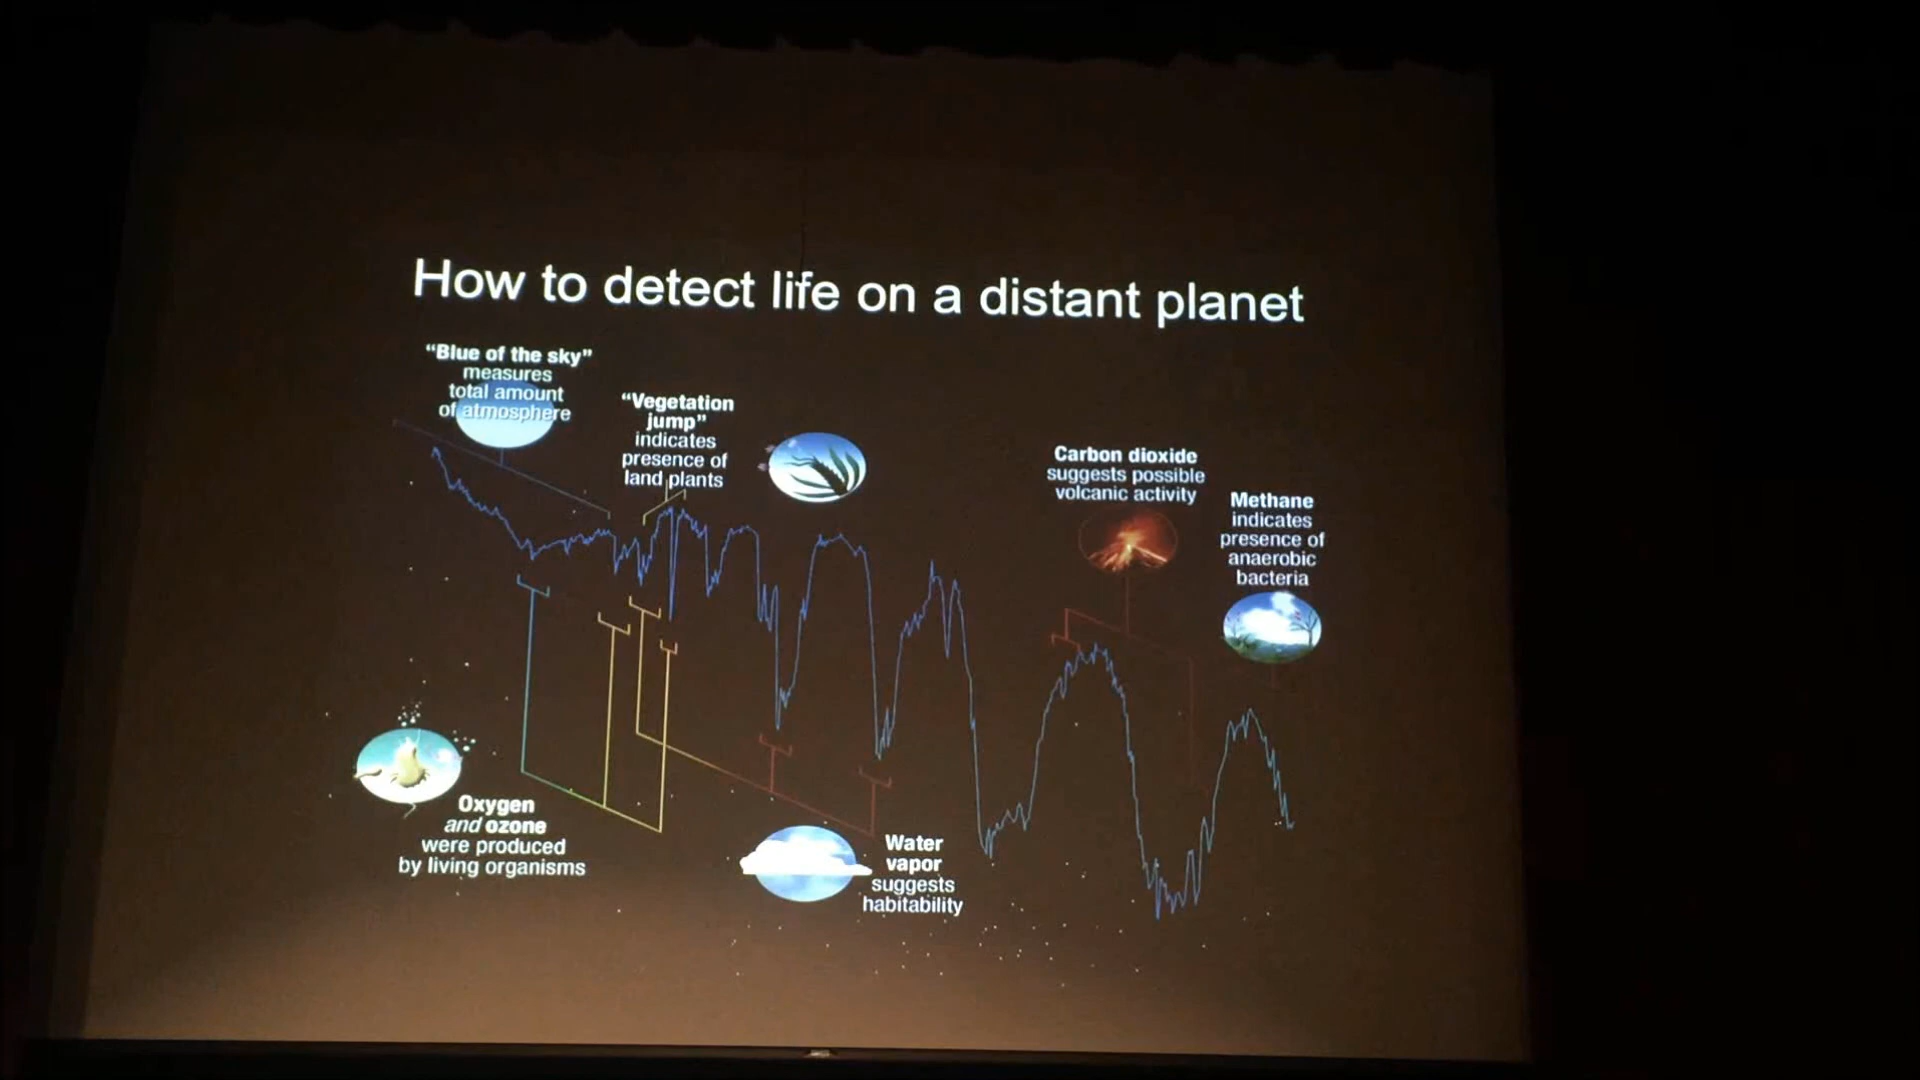 How to detect life on a distant planet
“Blue of the sky”
measures
total amount
of atmosphere
“Vegetation
jump”
indicates
presence of
land plants
Carbon dioxide
suggests possible
volcanic activity
Methane
indicates
presence of
anaerobic
bacteria
Oxygen
and ozone
were produced
by living organisms
Water
vapor
suggests
habitability